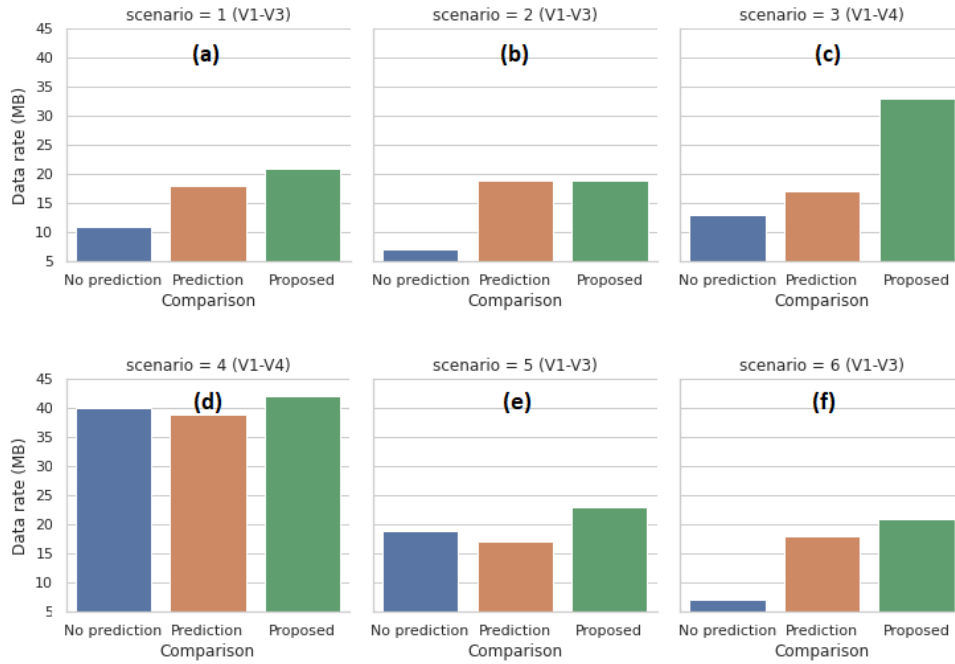 scenario = 1 (V1-V3) scenario = 2 (V1-V3) scenario = 3 (V1-V4)
45
40
35
30
25
20
15
10
5
Data rate (MB)
(a) (b) (c)
No prediction Prediction Proposed No prediction Prediction Proposed No prediction Prediction Proposed
Comparison Comparison Comparison
scenario = 4 (V1-V4) scenario = 5 (V1-V3) scenario = 6 (V1-V3)
45
40
35
30
25
20
15
10
5
Data rate (MB)
(d) (e) (f)
No prediction Prediction Proposed No prediction Prediction Proposed No prediction Prediction Proposed
Comparison Comparison Comparison